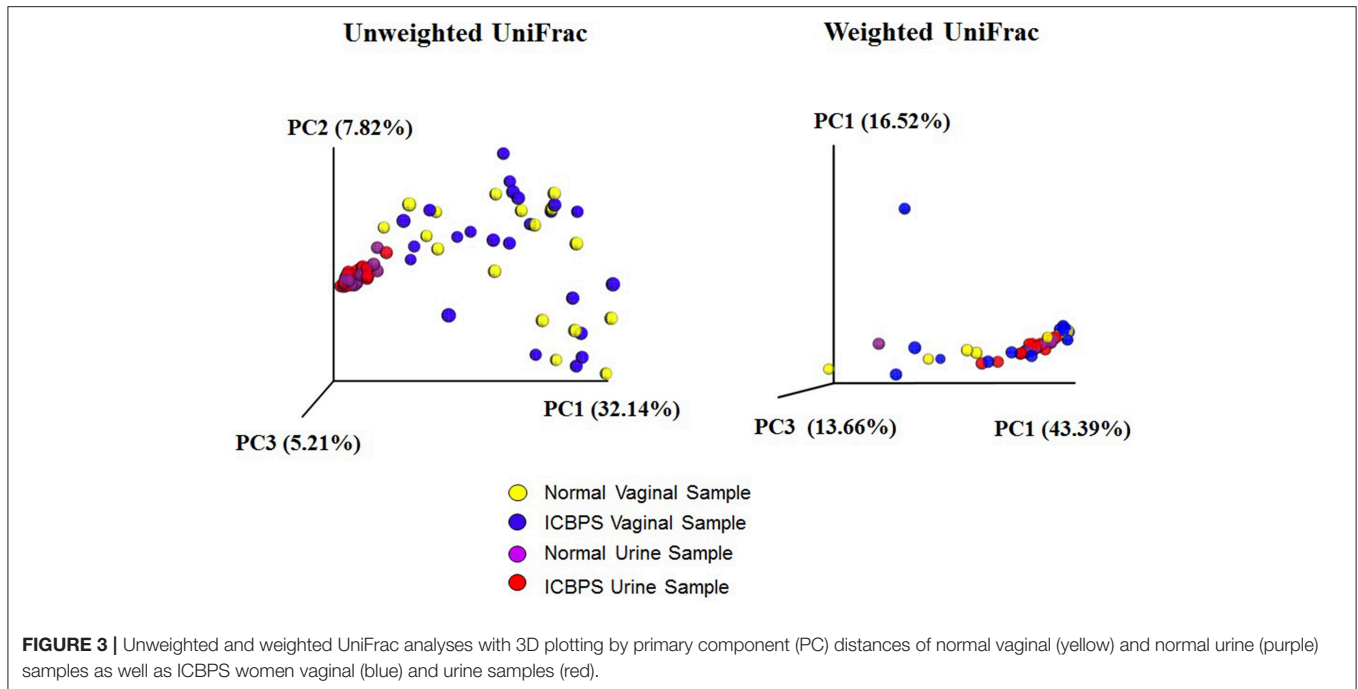 Unweighted UniFrac
Weighted UniFrac
PC2 (7.82%)
PC1 (32.14%)
PC3 (5.21%)
PC1 (16.52%)
PC3 (13.66%)
PC1 (43.39%)
Normal Vaginal Sample
ICBPS Vaginal Sample
Normal Urine Sample
ICBPS Urine Sample
FIGURE 3 | Unweighted and weighted UniFrac analyses with 3D plotting by primary component (PC) distances of normal vaginal (yellow) and normal urine (purple)
samples as well as ICBPS women vaginal (blue) and urine samples (red).